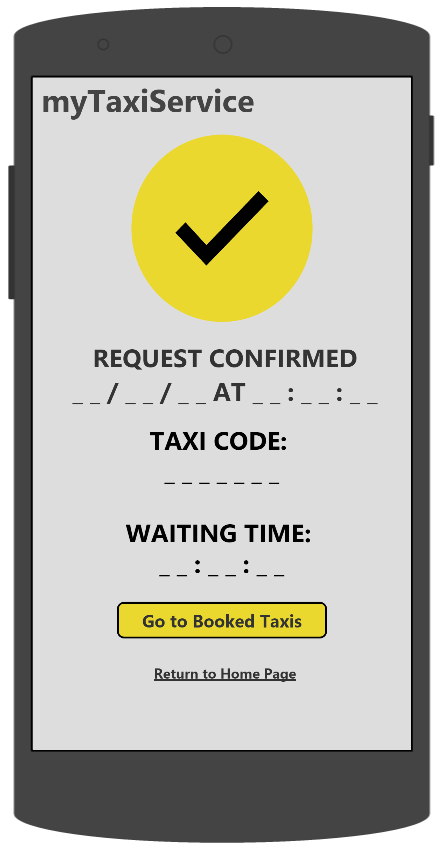 myTaxiService
REQUEST CONFIRMED
_ _ / _ _ / _ _ AT _ _ : _ _ : _ _
TAXI CODE:
_ _ _ _ _ _ _
WAITING TIME:
_ _ : _ _ : _ _
Go to Booked Taxis
Return to Home Page